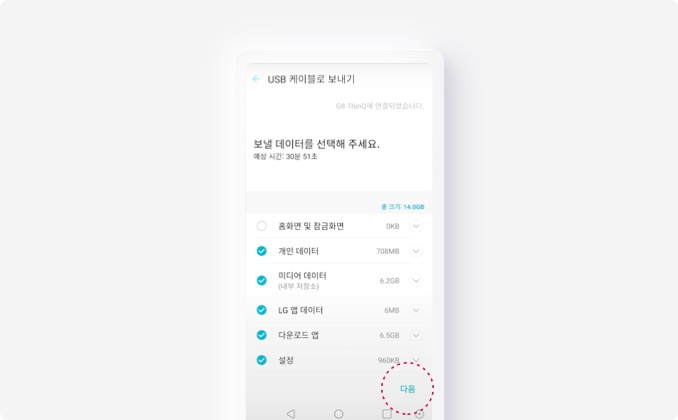 ← USB 케이블로 보내기
G8 ThinQ에 연결되었습니다.
보낼 데이터를 선택해 주세요.
예상 시간: 30분 51초
총 크기: 14.0GB
홈화면 및 잠금화면 0KB
개인 데이터 708MB
미디어 데이터 6.2GB
(내부 저장소)
LG 앱 데이터 6MB
다운로드 앱 6.5GB
설정 960KB
다음